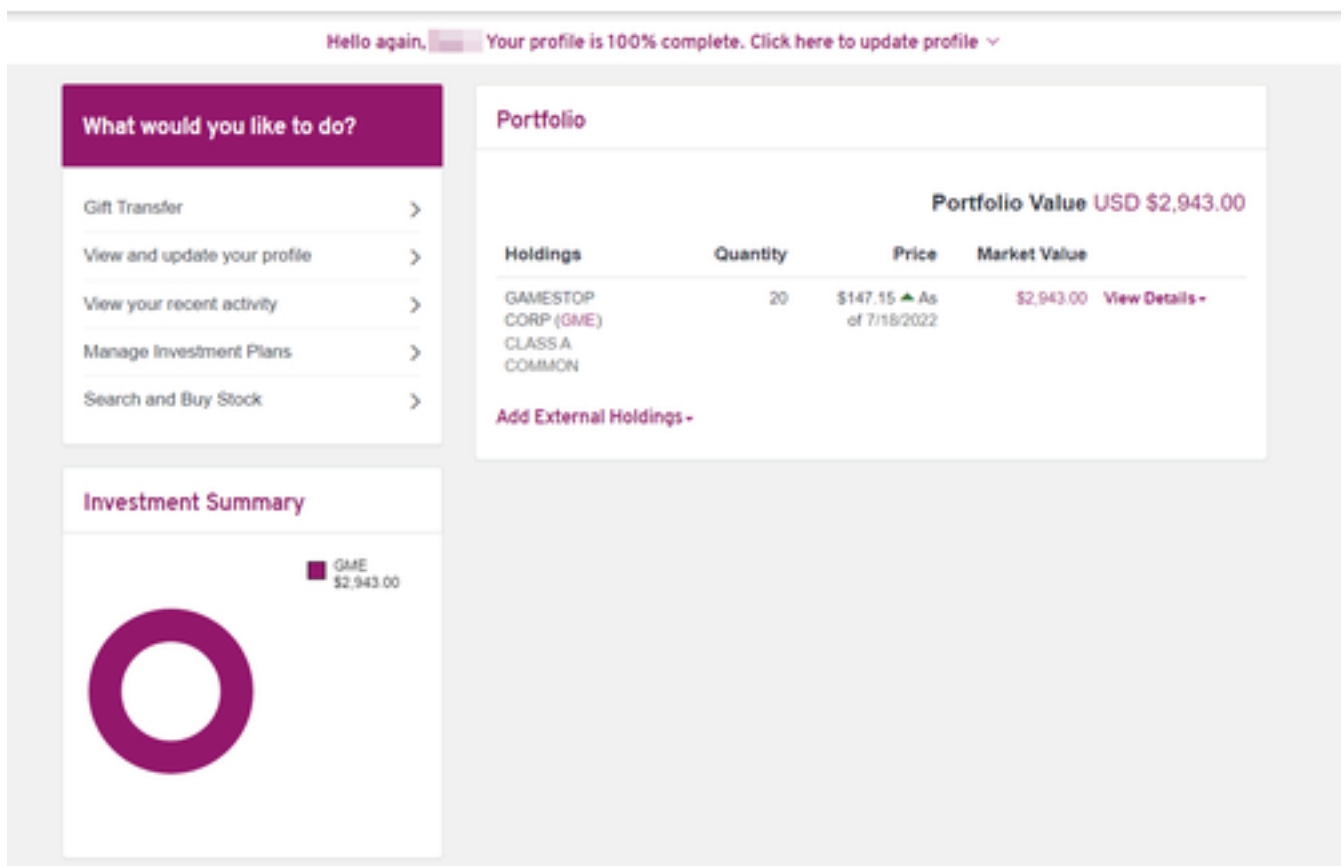 Hello again, Your profile is 100% complete. Click here to update profile
What would you like to do?
Gift Transfer
View and update your profile
View your recent activity
Manage Investment Plans
Search and Buy Stock
Portfolio
Portfolio Value USD $2,943.00
Holdings Quantity Price Market Value
GAMESTOP 20 $147.15 ▲ As $2,943.00 View Details
CORP (GME) of 7/18/2022
CLASS A
COMMON
Add External Holdings
Investment Summary
GME
$2,943.00